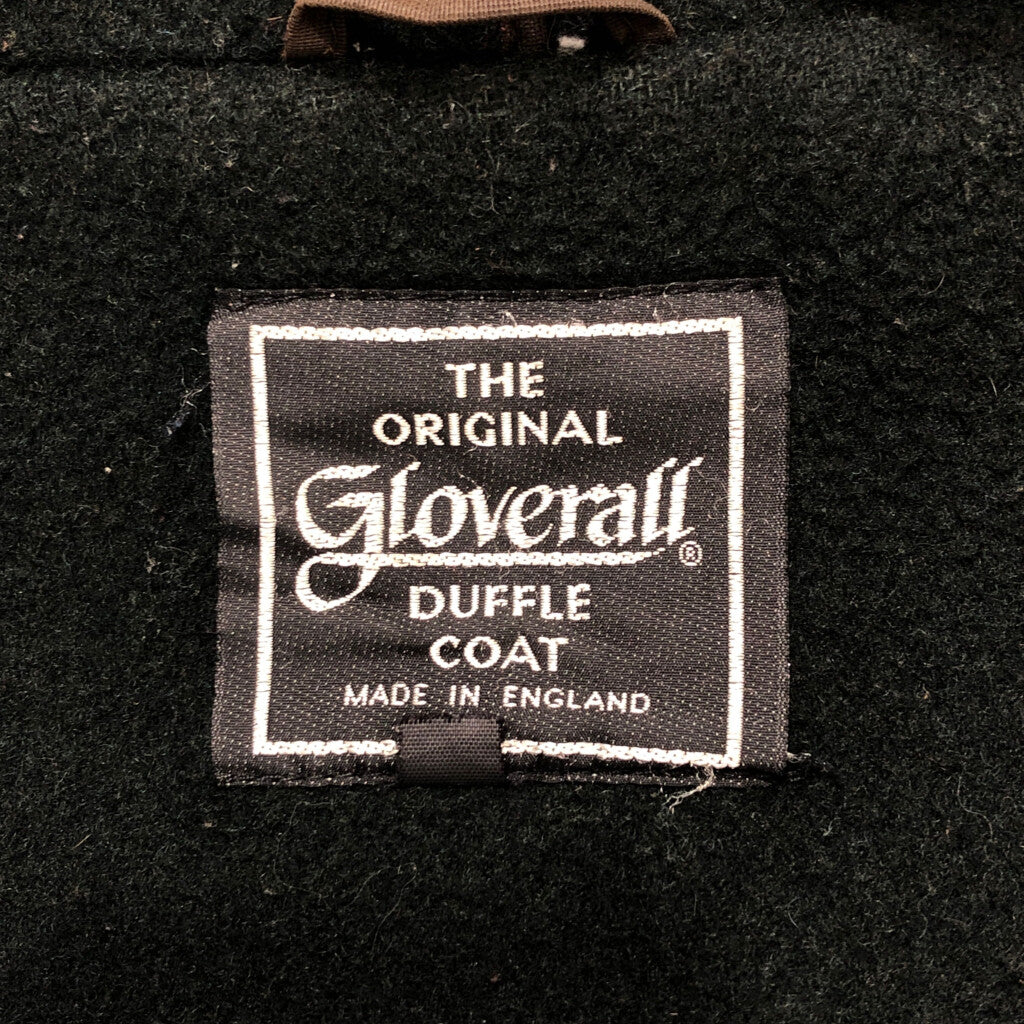 THE
ORIGINAL
Gloverall®
DUFFLE
COAT
MADE IN ENGLAND